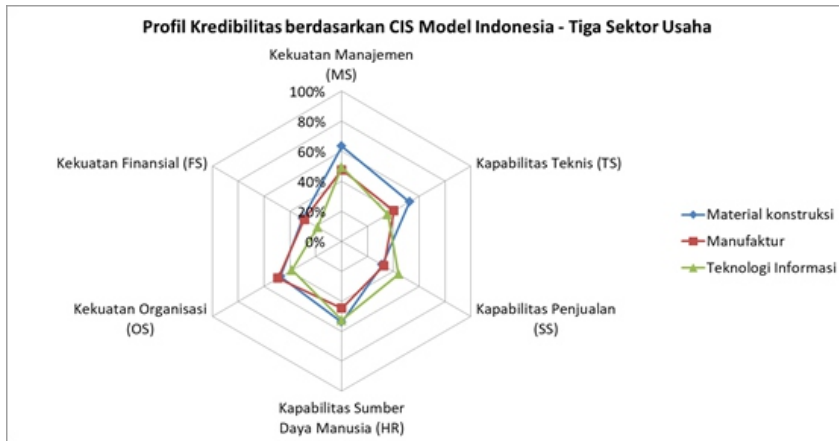 Profil Kredibilitas berdasarkan CIS Model Indonesia - Tiga Sektor Usaha
Kekuatan Manajemen
(MS)
100%
80%
60%
40%
20%
0%
Kekuatan Finansial (FS)
Kapabilitas Teknis (TS)
Material konstruksi
Manufaktur
Teknologi Informasi
Kekuatan Organisasi
(OS)
Kapabilitas Penjualan
(SS)
Kapabilitas Sumber
Daya Manusia (HR)